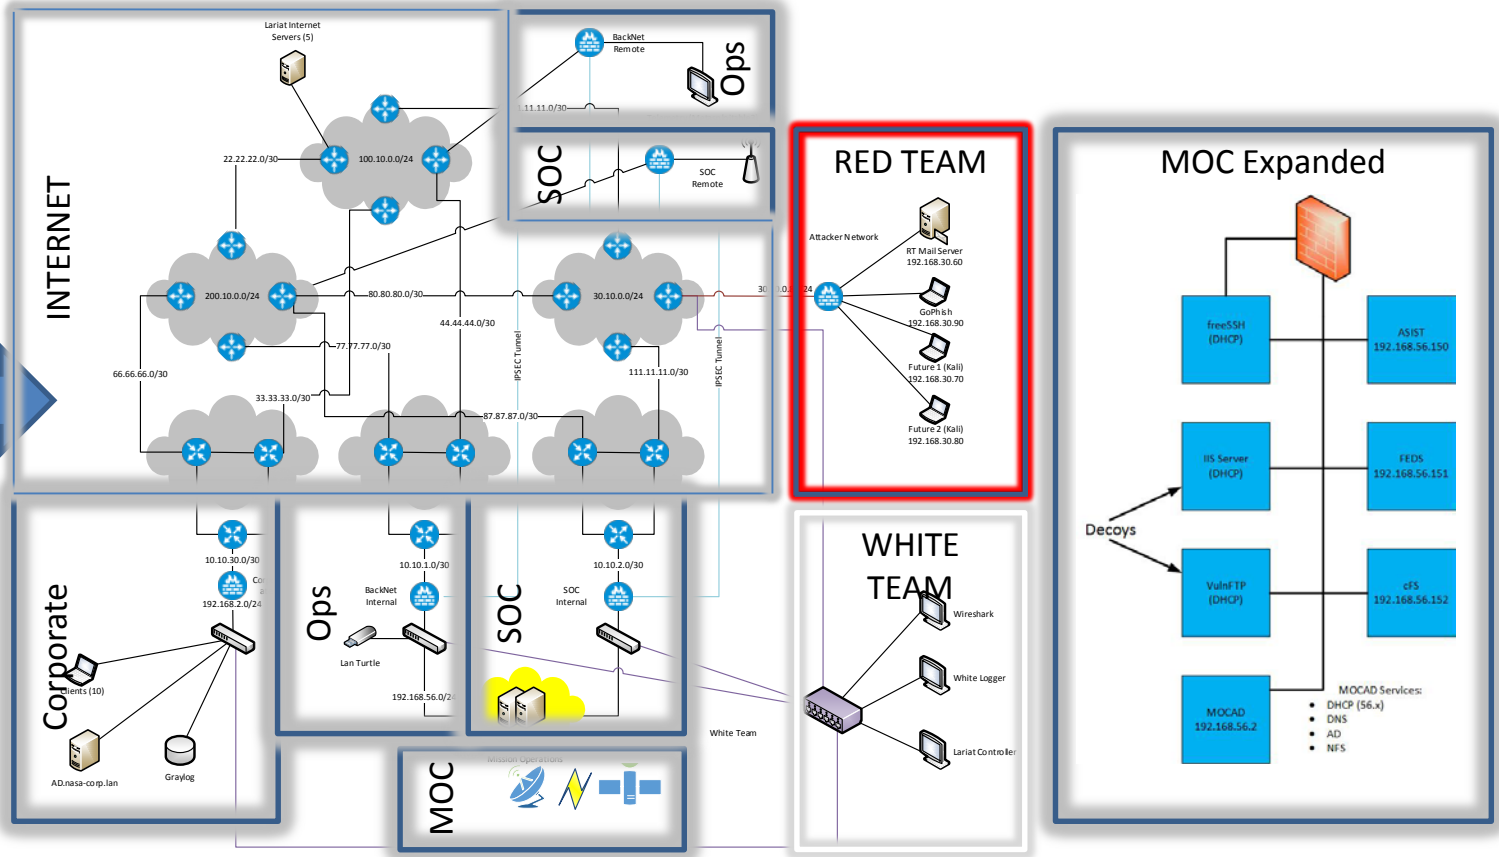 Lariat Internet
Servers (5)
INTERNET
22.22.22.0/30
100.10.0.0/24
.11.11.0/30
BackNet
Remote
Ops
SOC
Remote
SOC
200.10.0.0/24
80.80.80.0/30
30.10.0.0/24
44.44.44.0/30
77.77.77.0/30
66.66.66.0/30
33.33.33.0/30
87.87.87.0/30
111.11.11.0/30
IPSEC Tunnel
IPSEC Tunnel
RED TEAM
Attacker Network
RT Mail Server
192.168.30.60
GoPhish
192.168.30.90
Future 1 (Kali)
192.168.30.70
Future 2 (Kali)
192.168.30.80
Corporate
10.10.30.0/30
192.168.2.0/24
Clients (10)
AD.nasa-corp.lan
Graylog
Ops
10.10.1.0/30
BackNet
Internal
Lan Turtle
192.168.56.0/24
SOC
10.10.2.0/30
SOC
Internal
White Team
MOC
Mission Operations
WHITE
TEAM
Wireshark
White Logger
Lariat Controller
MOC Expanded
freeSSH
(DHCP)
ASIST
192.168.56.150
IIS Server
(DHCP)
FEDS
192.168.56.151
Decoys
VulnFTP
(DHCP)
cFS
192.168.56.152
MOCAD
192.168.56.2
MOCAD Services:
• DHCP (56.x)
• DNS
• AD
• NFS